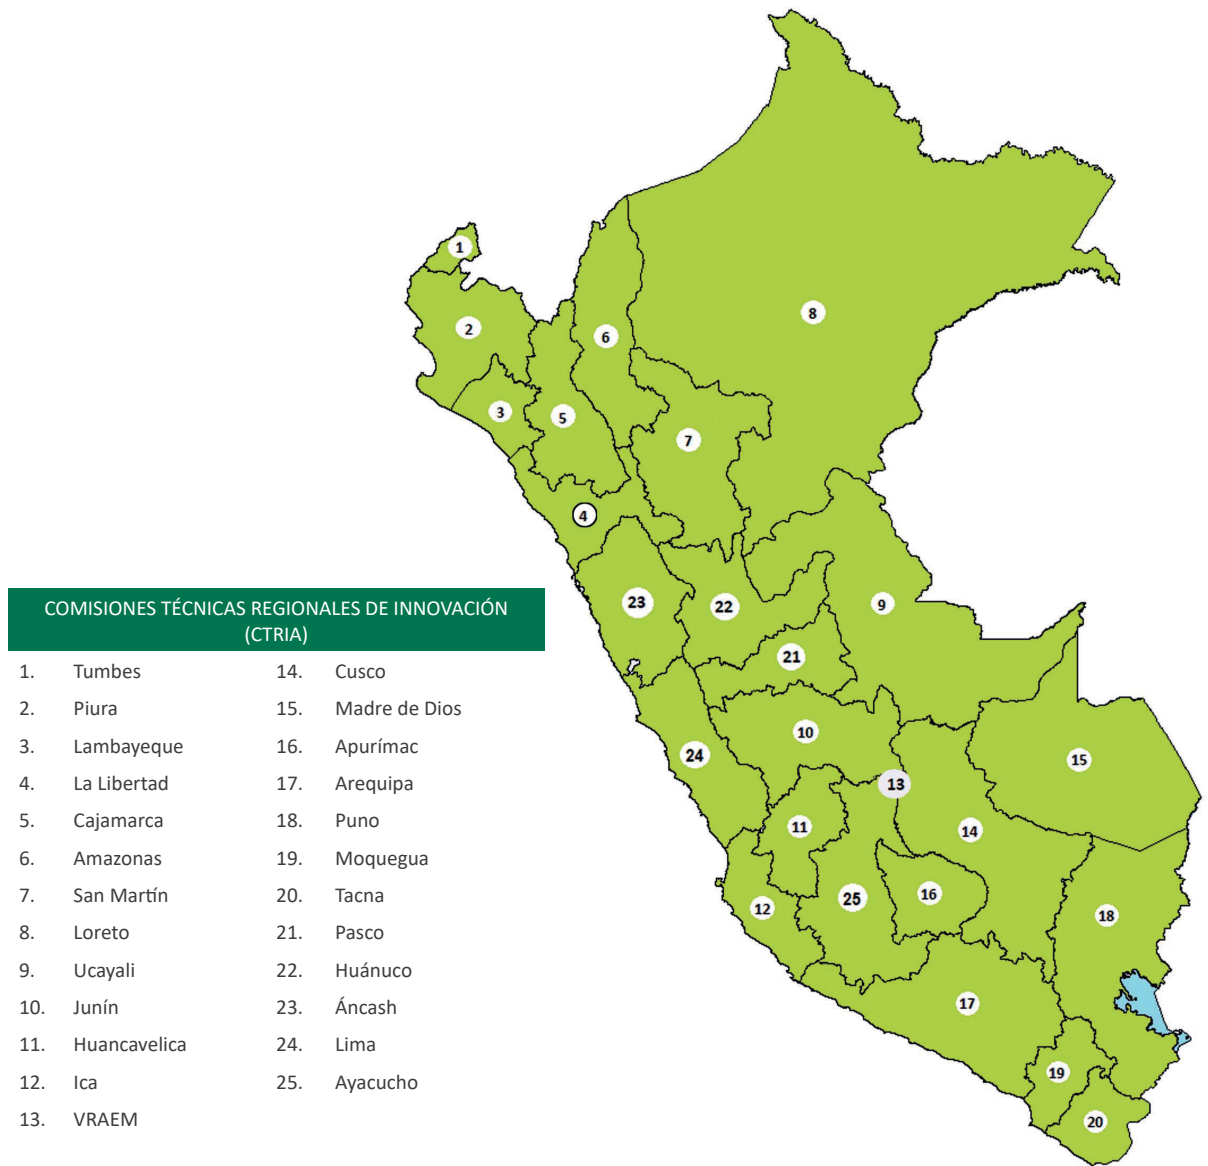 COMISIONES TÉCNICAS REGIONALES DE INNOVACIÓN
(CTRIA)
1. Tumbes
2. Piura
3. Lambayeque
4. La Libertad
5. Cajamarca
6. Amazonas
7. San Martín
8. Loreto
9. Ucayali
10. Junín
11. Huancavelica
12. Ica
13. VRAEM
14. Cusco
15. Madre de Dios
16. Apurímac
17. Arequipa
18. Puno
19. Moquegua
20. Tacna
21. Pasco
22. Huánuco
23. Áncash
24. Lima
25. Ayacucho
1
2
3
4
5
6
7
8
9
10
11
12
13
14
15
16
17
18
19
20
21
22
23
24
25